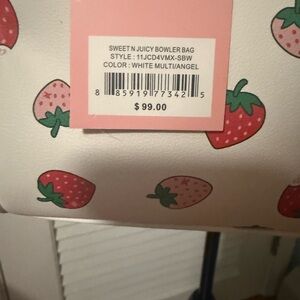 SWEET N JUICY BOWLER BAG
STYLE : 11JCD4VMX-SBW
COLOR : WHITE MULTI/ANGEL
8 85919 77342 5
$ 99.00